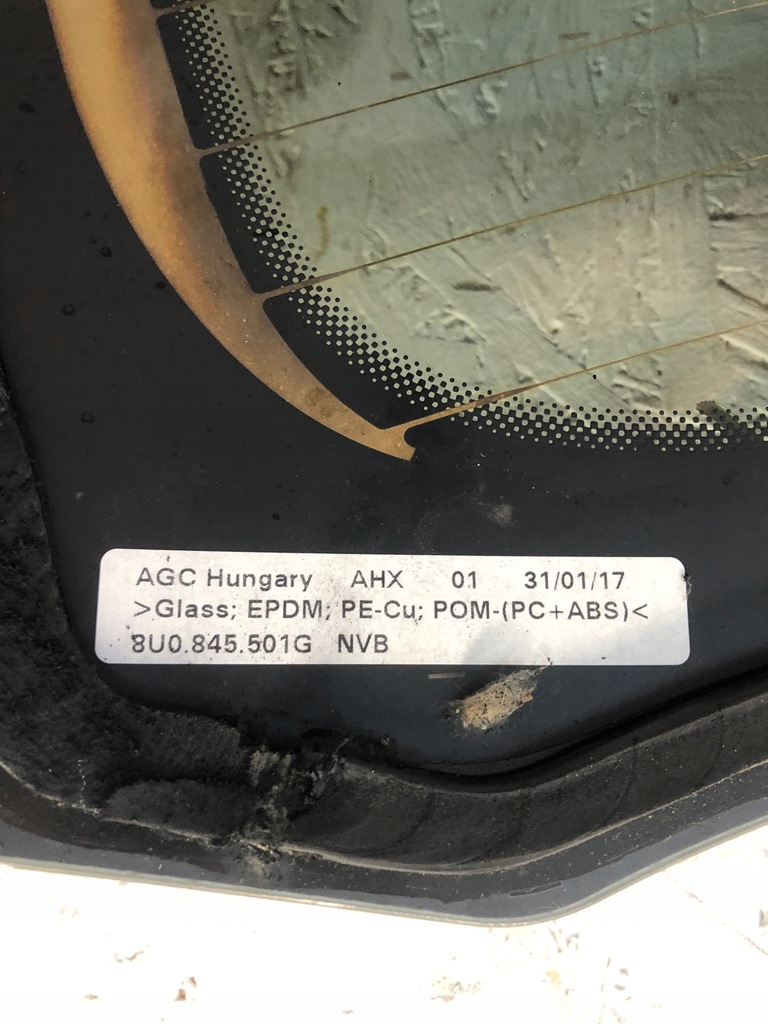 AGC Hungary AHX 01 31/01/17
>Glass; EPDM; PE-Cu; POM-(PC+ABS)<
8U0.845.501G NVB